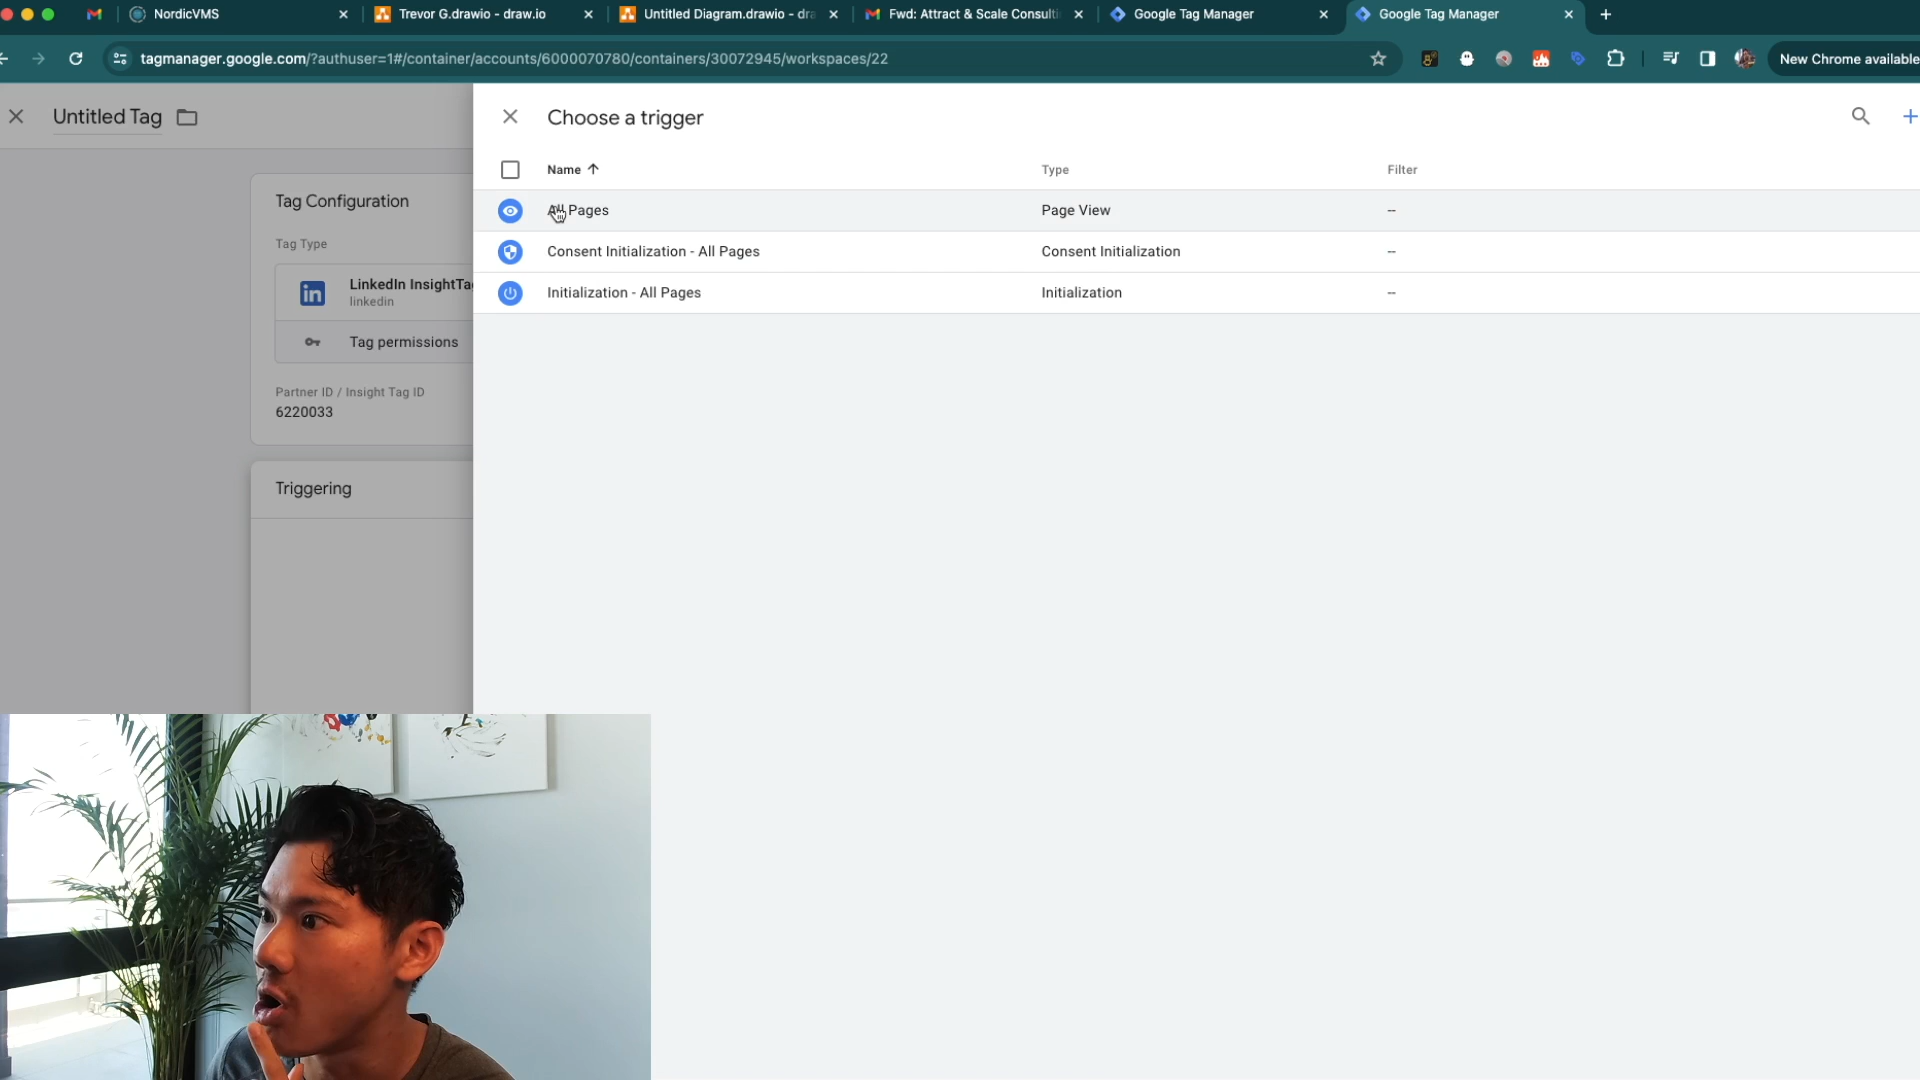 NordicVMS
Trevor G.drawio - draw.io
Untitled Diagram.drawio - dra
Fwd: Attract & Scale Consulti
Google Tag Manager
Google Tag Manager
tagmanager.google.com/?authuser=1#/container/accounts/6000070780/containers/30072945/workspaces/22
New Chrome available
Untitled Tag
Tag Configuration
Tag Type
LinkedIn InsightTa
linkedin
Tag permissions
Partner ID / Insight Tag ID
6220033
Triggering
Choose a trigger
Name Type Filter
All Pages Page View --
Consent Initialization - All Pages Consent Initialization --
Initialization - All Pages Initialization --